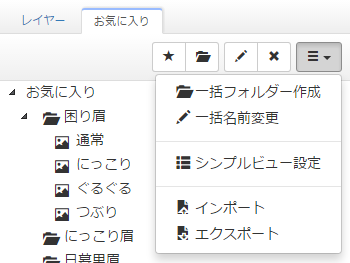 レイヤー
お気に入り
お気に入り
困り眉
通常
にっこり
ぐるぐる
つぶり
にっこり眉
一括フォルダー作成
一括名前変更
シンプルビュー設定
インポート
エクスポート